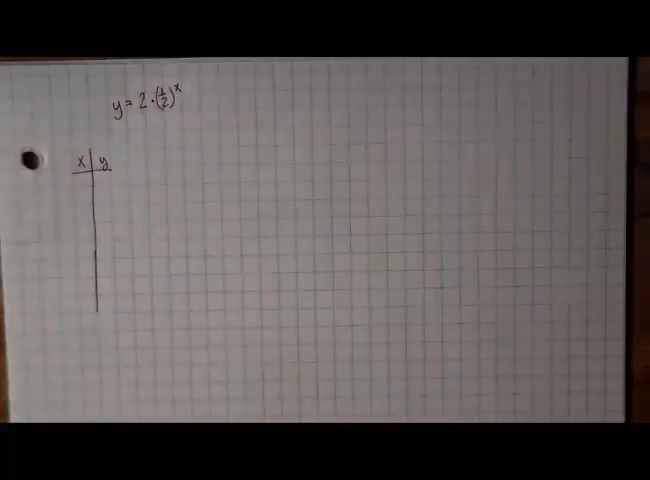 y = 2 · (1/2)^x
x y